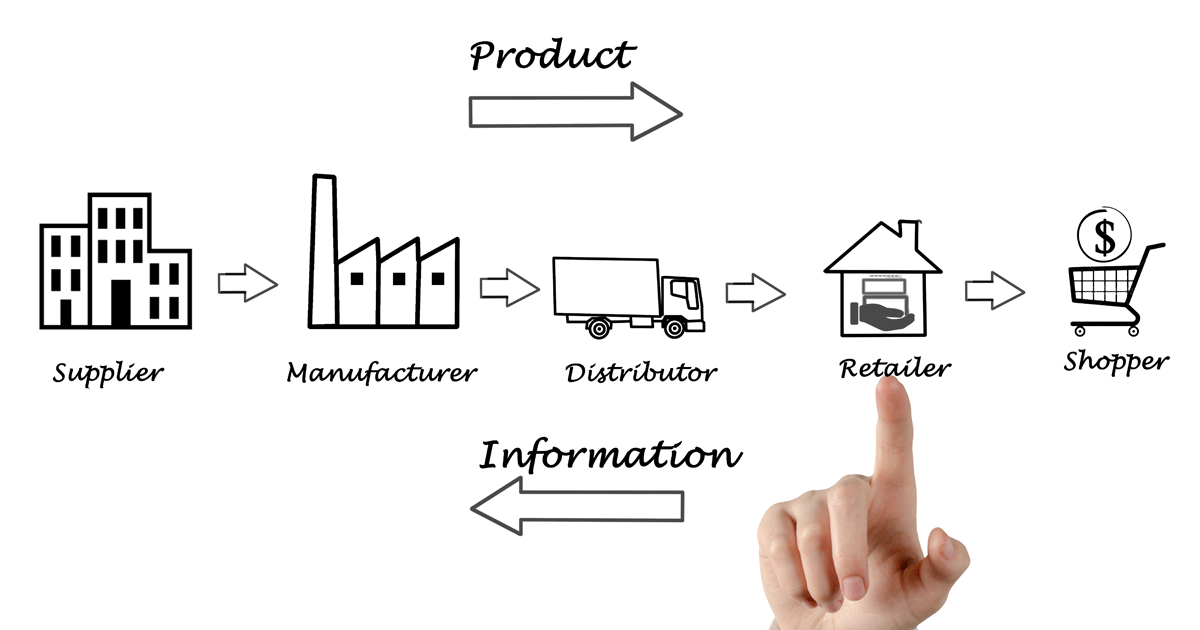 Product
$
Supplier
Manufacturer
Distributor
Retailer
Shopper
Information